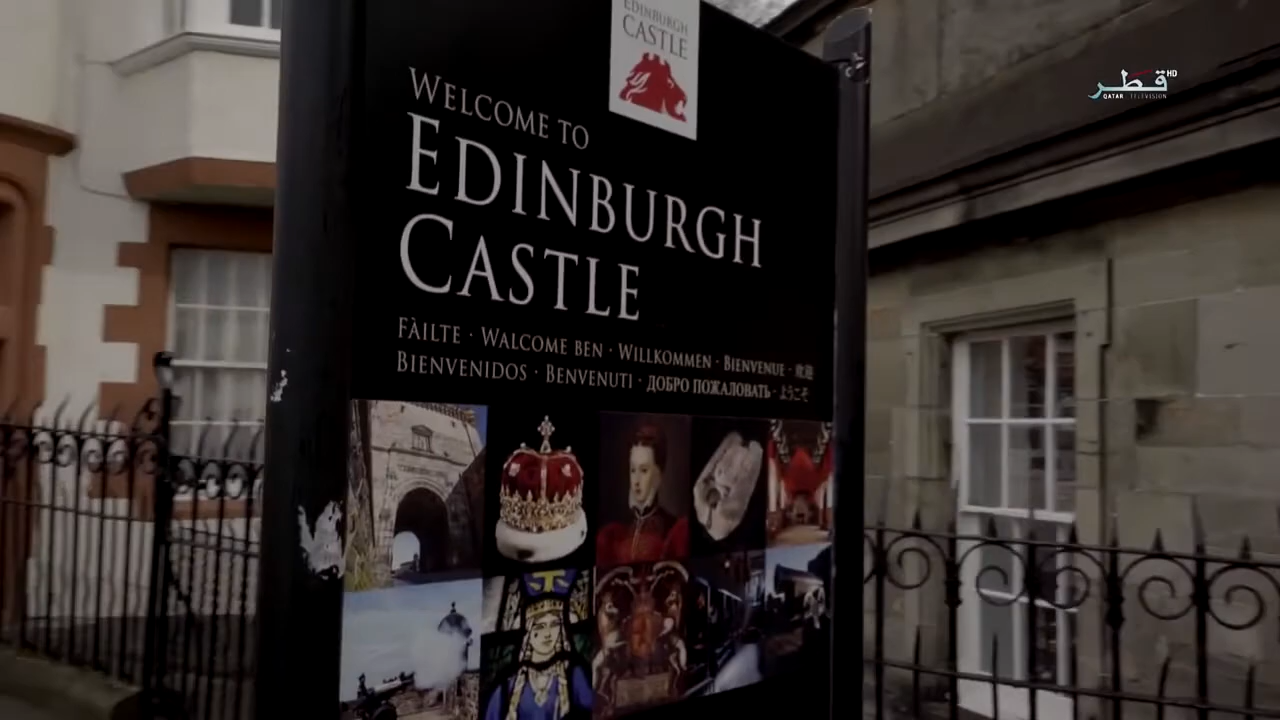 EDINBURGH
CASTLE
WELCOME TO
EDINBURGH
CASTLE
FÀILTE · WALCOME BEN · WILLKOMMEN · BIENVENUE · 欢迎
BIENVENIDOS · BENVENUTI · ДОБРО ПОЖАЛОВАТЬ · ようこそ
قطر HD
QATAR TELEVISION